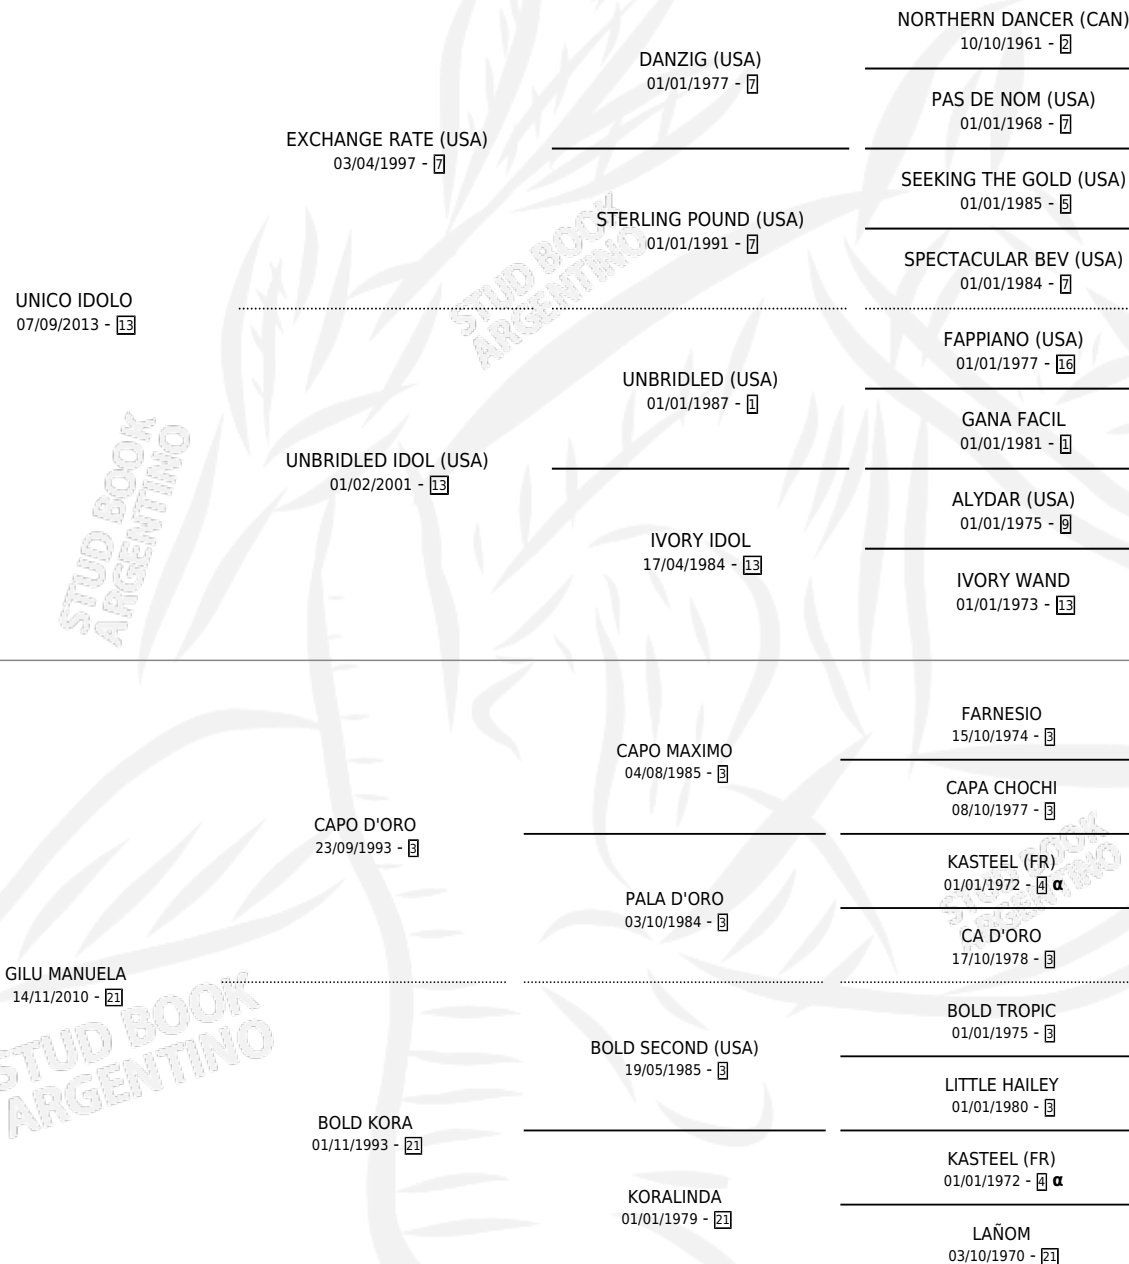 NORTHERN DANCER (CAN)
10/10/1961 - 2
DANZIG (USA)
01/01/1977 - 7
PAS DE NOM (USA)
01/01/1968 - 7
EXCHANGE RATE (USA)
03/04/1997 - 7
SEEKING THE GOLD (USA)
01/01/1985 - 5
STERLING POUND (USA)
01/01/1991 - 7
SPECTACULAR BEV (USA)
01/01/1984 - 7
STUD BOOK
ARGENTINO
UNICO IDOLO
07/09/2013 - 13
FAPPIANO (USA)
01/01/1977 - 16
UNBRIDLED (USA)
01/01/1987 - 1
GANA FACIL
01/01/1981 - 1
UNBRIDLED IDOL (USA)
01/02/2001 - 13
ALYDAR (USA)
01/01/1975 - 9
IVORY IDOL
17/04/1984 - 13
IVORY WAND
01/01/1973 - 13
STUD BOOK
ARGENTINO
FARNESIO
15/10/1974 - 3
CAPO MAXIMO
04/08/1985 - 3
CAPA CHOCHI
08/10/1977 - 3
CAPO D'ORO
23/09/1993 - 3
KASTEEL (FR)
01/01/1972 - 4 α
PALA D'ORO
03/10/1984 - 3
CA D'ORO
17/10/1978 - 3
STUD BOOK
ARGENTINO
GILU MANUELA
14/11/2010 - 21
BOLD TROPIC
01/01/1975 - 3
BOLD SECOND (USA)
19/05/1985 - 3
LITTLE HAILEY
01/01/1980 - 3
STUD BOOK
ARGENTINO
BOLD KORA
01/11/1993 - 21
KASTEEL (FR)
01/01/1972 - 4 α
KORALINDA
01/01/1979 - 21
LAÑOM
03/10/1970 - 21